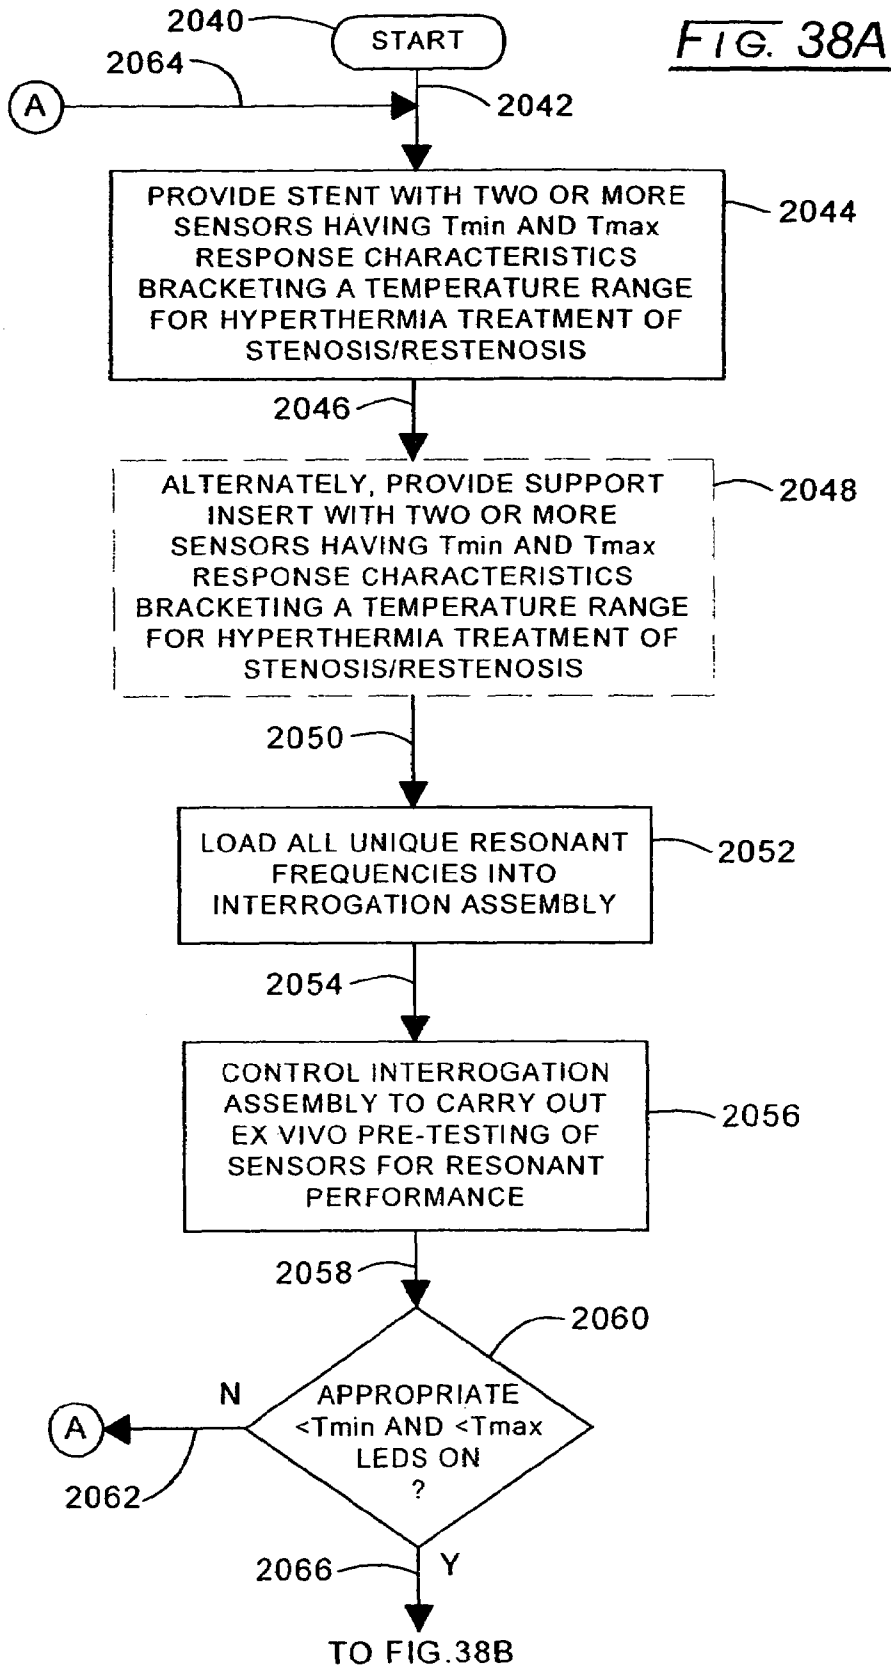 2040
START
FIG. 38A
2064
A
2042
PROVIDE STENT WITH TWO OR MORE
SENSORS HAVING Tmin AND Tmax
RESPONSE CHARACTERISTICS
BRACKETING A TEMPERATURE RANGE
FOR HYPERTHERMIA TREATMENT OF
STENOSIS/RESTENOSIS
2044
2046
ALTERNATELY, PROVIDE SUPPORT
INSERT WITH TWO OR MORE
SENSORS HAVING Tmin AND Tmax
RESPONSE CHARACTERISTICS
BRACKETING A TEMPERATURE RANGE
FOR HYPERTHERMIA TREATMENT OF
STENOSIS/RESTENOSIS
2048
2050
LOAD ALL UNIQUE RESONANT
FREQUENCIES INTO
INTERROGATION ASSEMBLY
2052
2054
CONTROL INTERROGATION
ASSEMBLY TO CARRY OUT
EX VIVO PRE-TESTING OF
SENSORS FOR RESONANT
PERFORMANCE
2056
2058
2060
N
APPROPRIATE
<Tmin AND <Tmax
LEDS ON
?
A
2062
2066
Y
TO FIG.38B